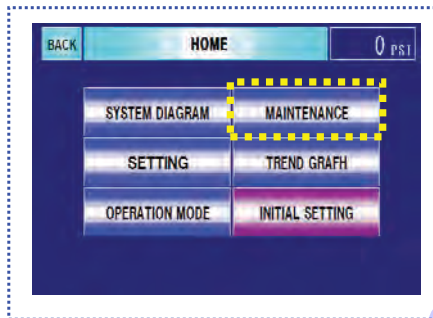 BACK HOME 0 PSI
SYSTEM DIAGRAM MAINTENANCE
SETTING TREND GRAFH
OPERATION MODE INITIAL SETTING